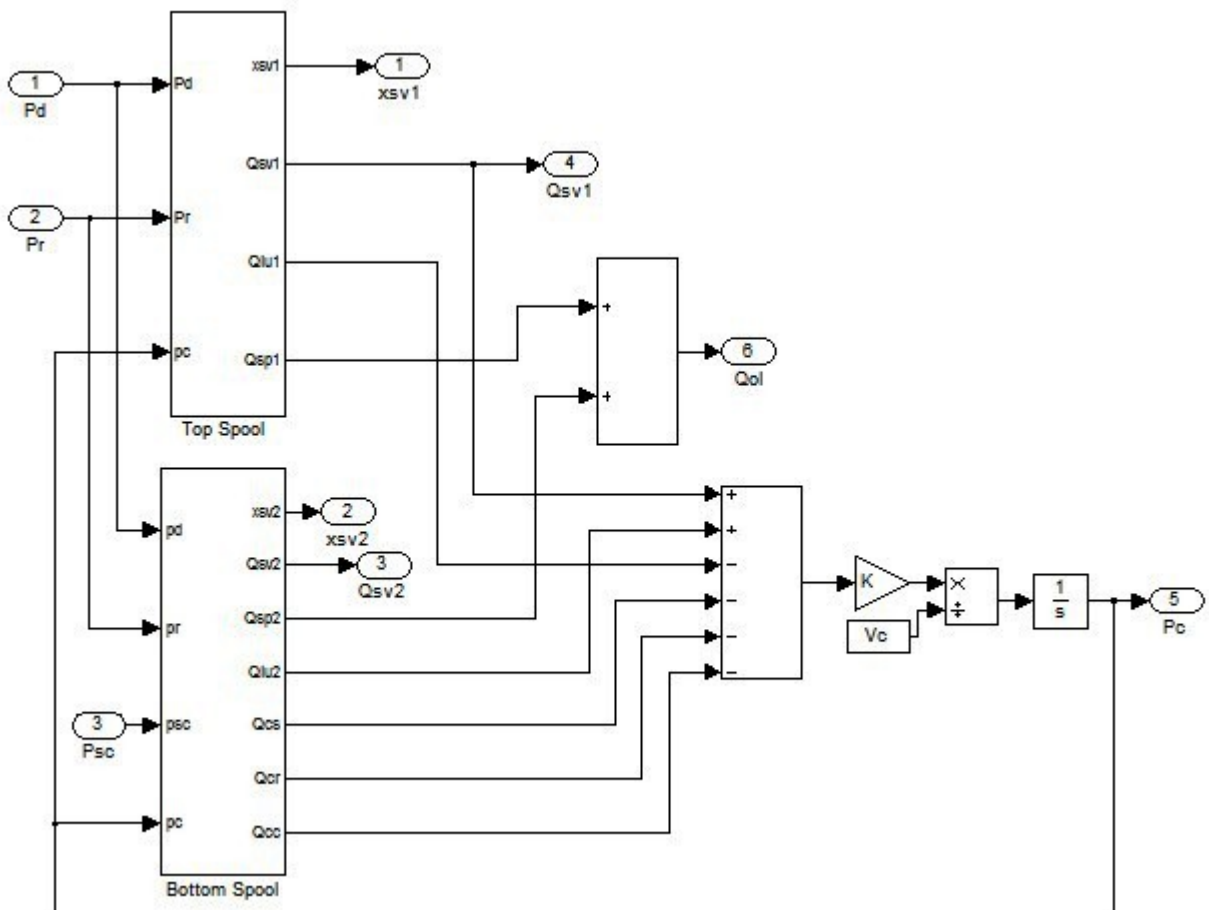 1
Pd
2
Pr
Pd
Pr
pc
xsv1
Qsv1
Qlu1
Qsp1
Top Spool
1
xsv1
4
Qsv1
+
+
6
Qol
pd
pr
psc
pc
xsv2
Qsv2
Qsp2
Qlu2
Qcs
Qcr
Qcc
Bottom Spool
3
Psc
2
xsv2
3
Qsv2
+
+
−
−
−
−
K
Vc
×
÷
1
s
5
Pc